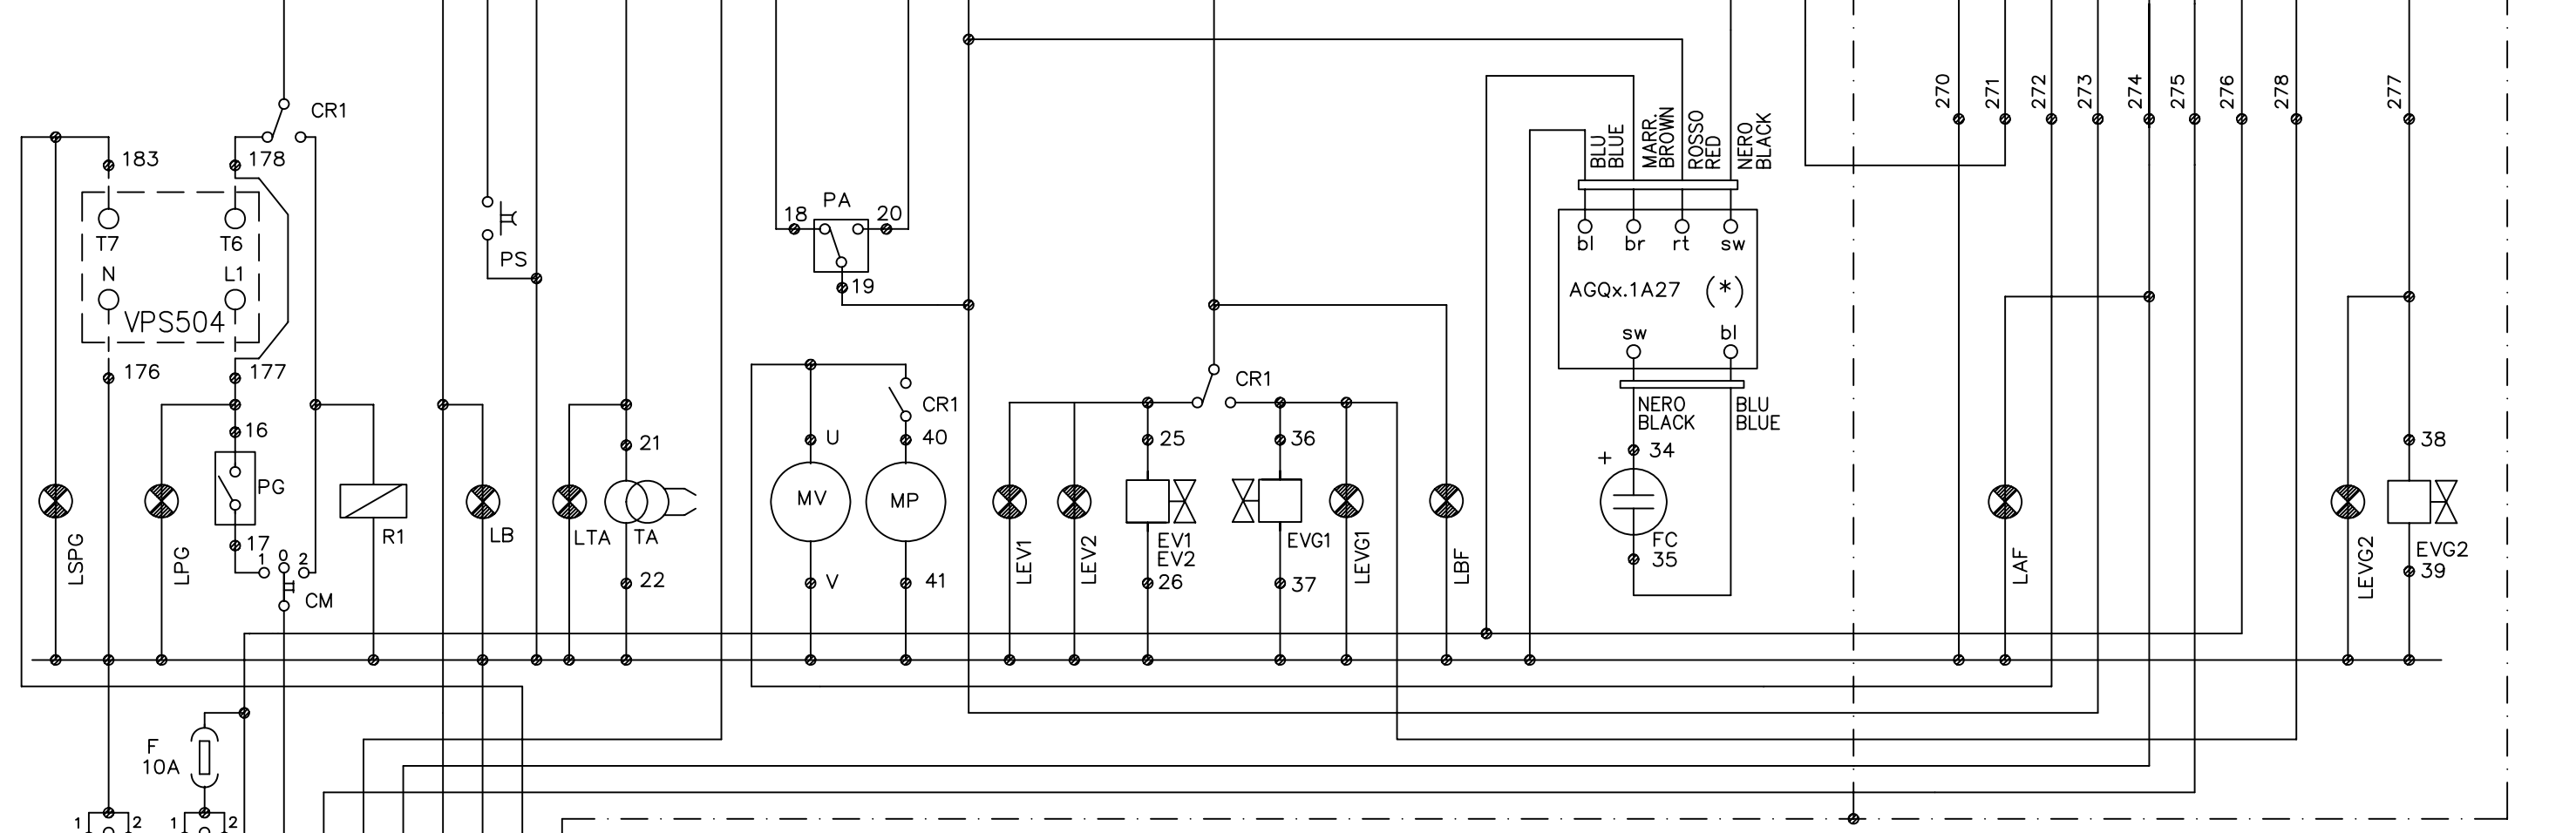 CR1
183
178
T7
T6
N
L1
VPS504
176
177
16
PG
17
1
0
2
CM
LSPG
LPG
R1
PS
LB
LTA
TA
21
22
PA
18
20
19
U
MV
V
CR1
40
MP
41
CR1
LEV1
LEV2
25
EV1
EV2
26
36
EVG1
37
LEVG1
LBF
BLU
BLUE
MARR.
BROWN
ROSSO
RED
NERO
BLACK
bl
br
rt
sw
AGQx.1A27
(*)
sw
bl
NERO
BLACK
BLU
BLUE
34
+
FC
35
270
271
272
273
274
275
276
278
277
LAF
LEVG2
38
EVG2
39
F
10A
1
2
1
2